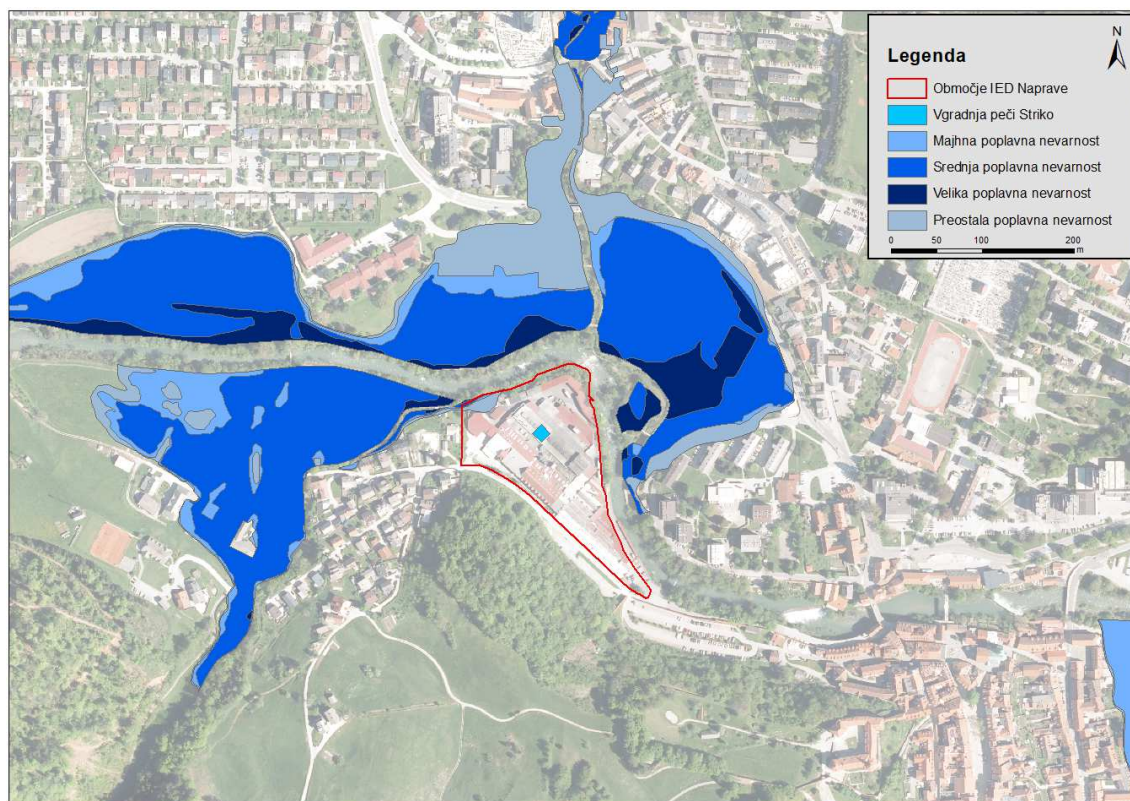 N
Legenda
Območje IED Naprave
Vgradnja peči Striko
Majhna poplavna nevarnost
Srednja poplavna nevarnost
Velika poplavna nevarnost
Preostala poplavna nevarnost
0 50 100 200
m